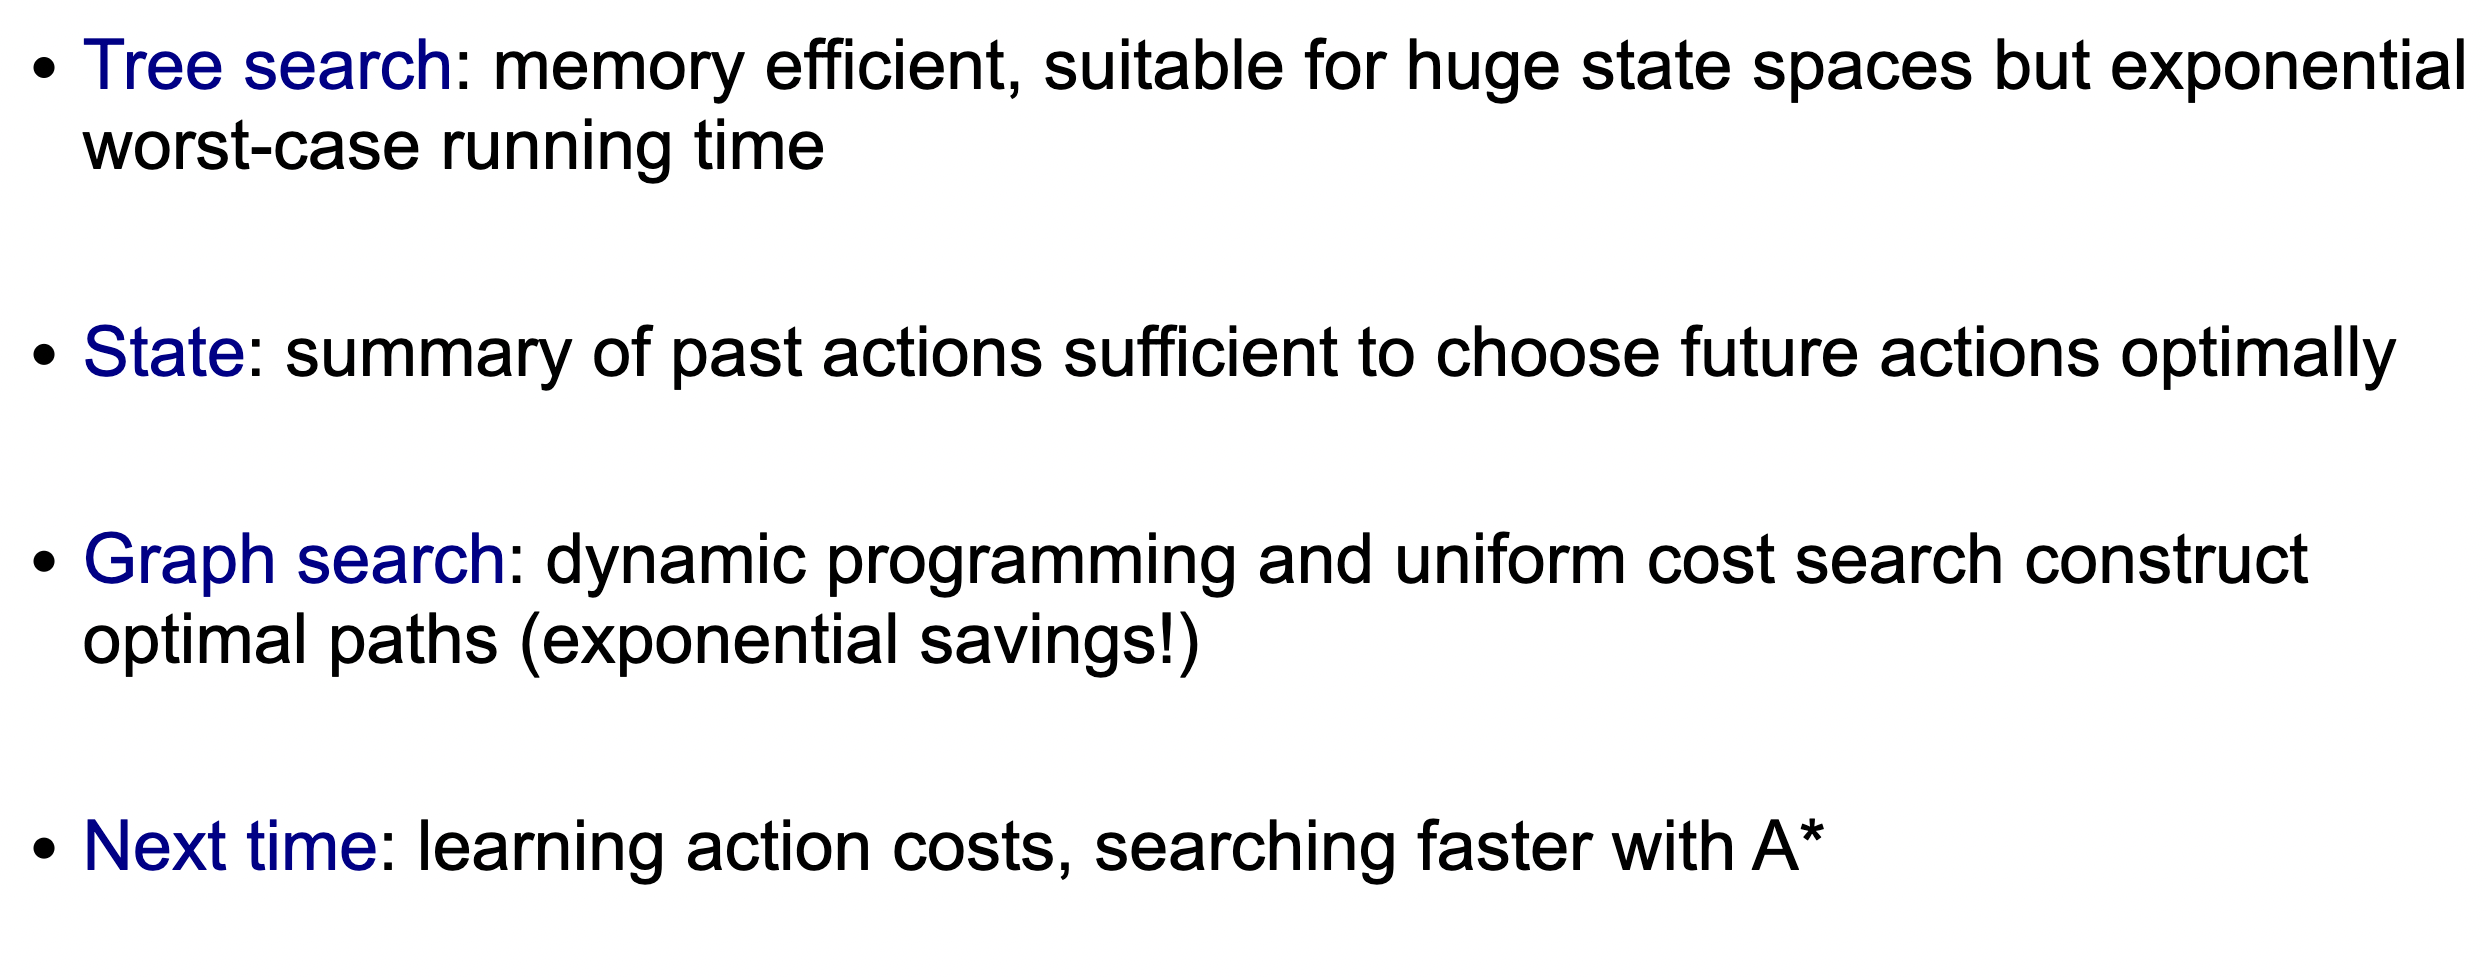 • Tree search: memory efficient, suitable for huge state spaces but exponential
worst-case running time
• State: summary of past actions sufficient to choose future actions optimally
• Graph search: dynamic programming and uniform cost search construct
optimal paths (exponential savings!)
• Next time: learning action costs, searching faster with A*